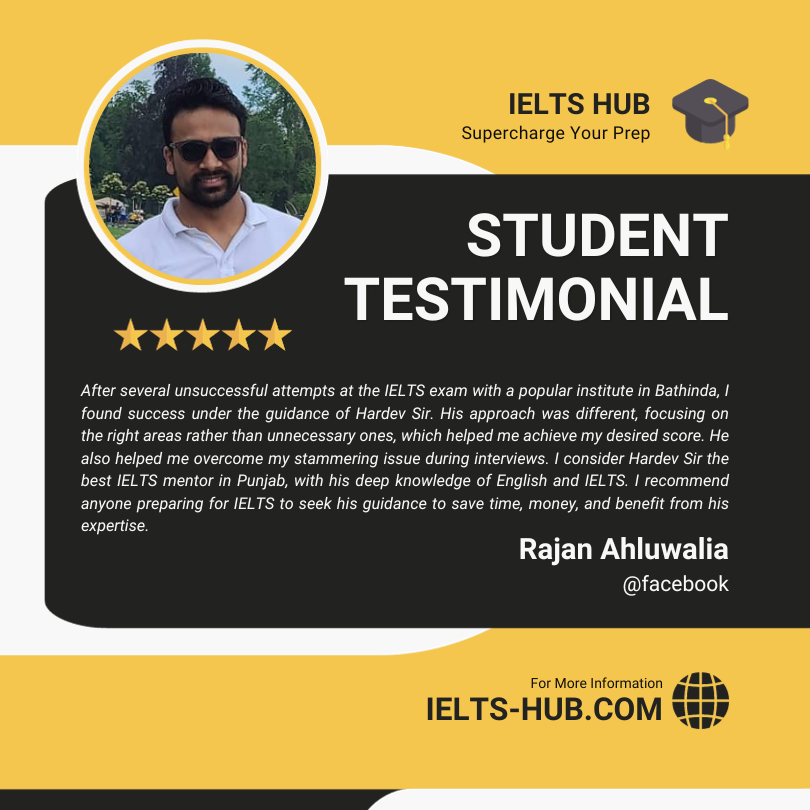 IELTS HUB
Supercharge Your Prep
STUDENT
TESTIMONIAL
After several unsuccessful attempts at the IELTS exam with a popular institute in Bathinda, I
found success under the guidance of Hardev Sir. His approach was different, focusing on
the right areas rather than unnecessary ones, which helped me achieve my desired score. He
also helped me overcome my stammering issue during interviews. I consider Hardev Sir the
best IELTS mentor in Punjab, with his deep knowledge of English and IELTS. I recommend
anyone preparing for IELTS to seek his guidance to save time, money, and benefit from his
expertise.
Rajan Ahluwalia
@facebook
For More Information
IELTS-HUB.COM